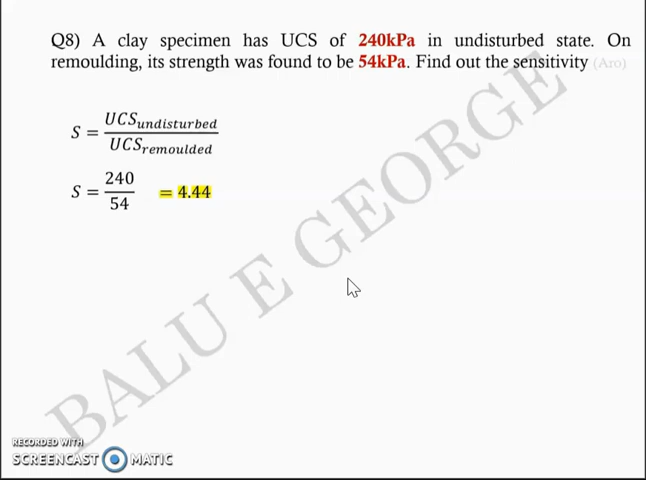 Q8) A clay specimen has UCS of 240kPa in undisturbed state. On
remoulding, its strength was found to be 54kPa. Find out the sensitivity (Aro)
S = UCSundisturbed / UCSremoulded
S = 240 / 54 = 4.44
BALU E GEORGE
RECORDED WITH
SCREENCAST MATIC